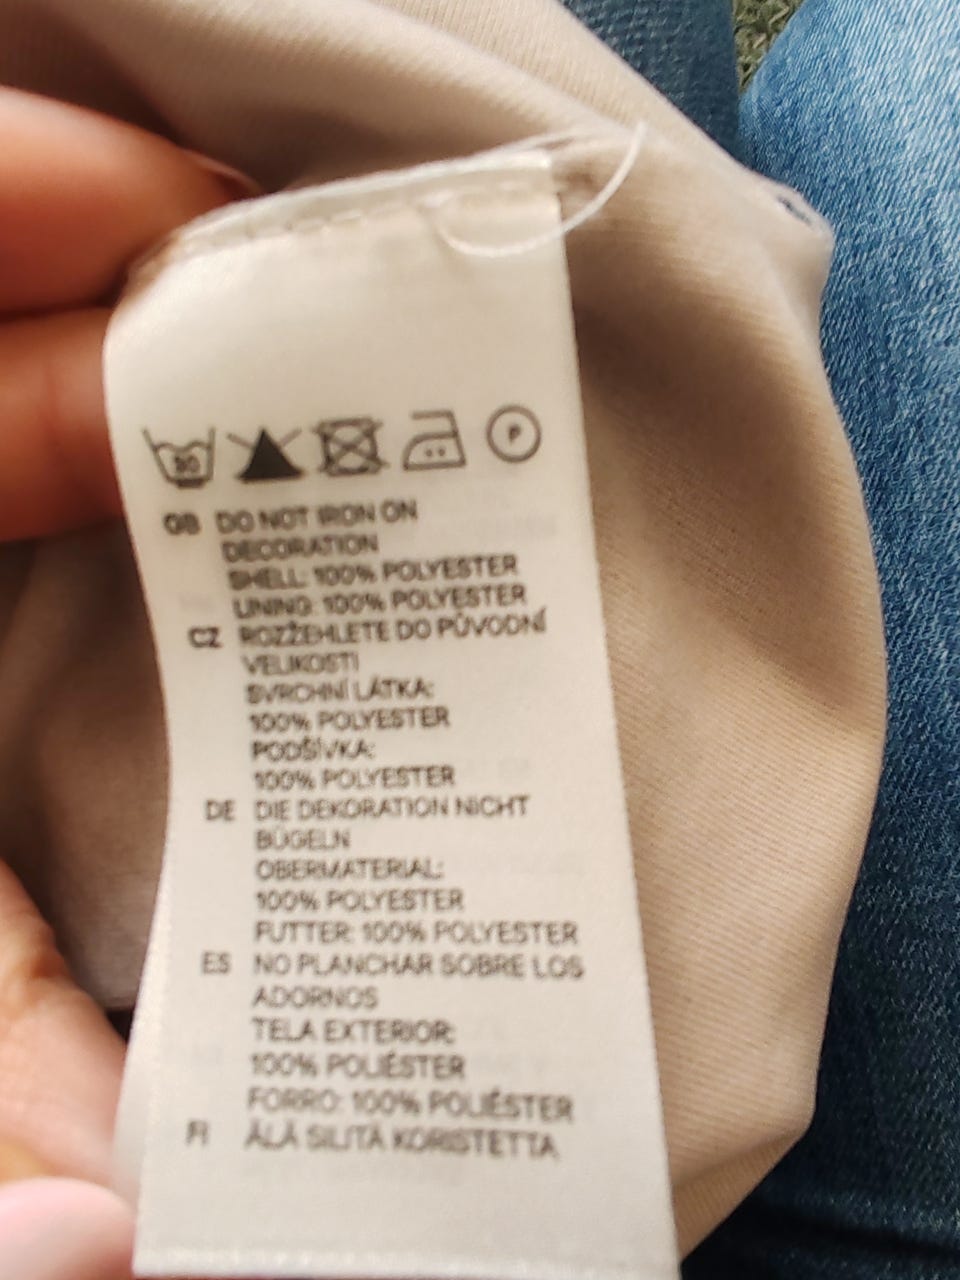 30
P
GB DO NOT IRON ON
DECORATION
SHELL: 100% POLYESTER
LINING: 100% POLYESTER
CZ ROZŽEHLETE DO PŮVODNÍ
VELIKOSTI
SVRCHNÍ LÁTKA:
100% POLYESTER
PODŠÍVKA:
100% POLYESTER
DE DIE DEKORATION NICHT
BÜGELN
OBERMATERIAL:
100% POLYESTER
FUTTER: 100% POLYESTER
ES NO PLANCHAR SOBRE LOS
ADORNOS
TELA EXTERIOR:
100% POLIÉSTER
FORRO: 100% POLIÉSTER
FI ÄLÄ SILITÄ KORISTETTA